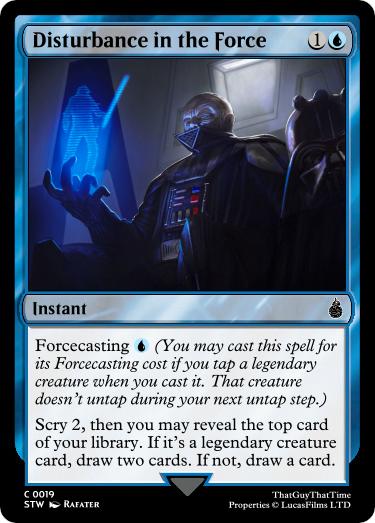 Disturbance in the Force 1
Instant
Forcecasting (You may cast this spell for
its Forcecasting cost if you tap a legendary
creature when you cast it. That creature
doesn't untap during your next untap step.)
Scry 2, then you may reveal the top card
of your library. If it's a legendary creature
card, draw two cards. If not, draw a card.
C 0019
STW RAEATER
ThatGuyThatTime
Properties © LucasFilms LTD